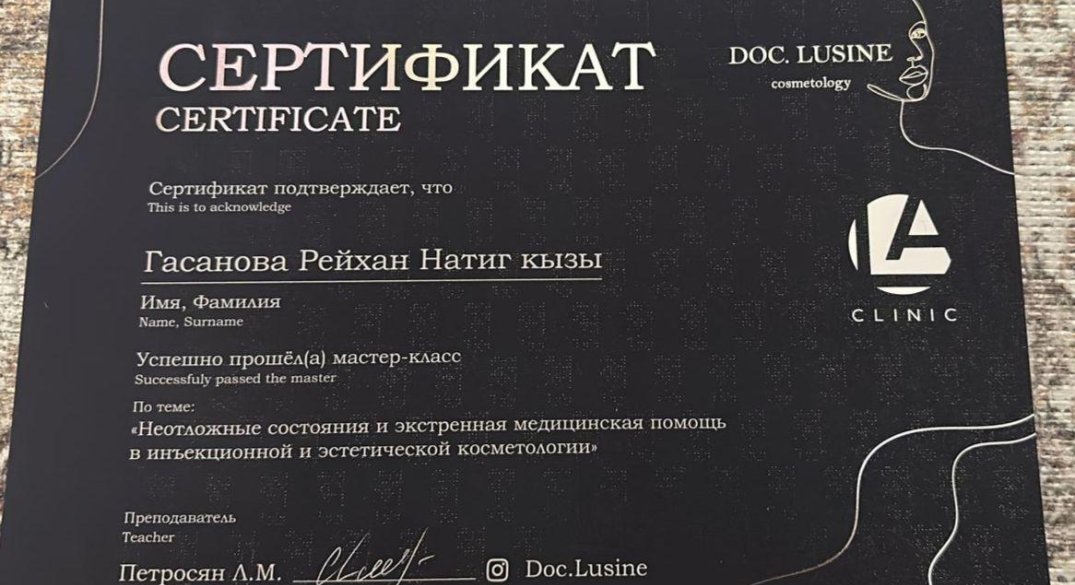 СЕРТИФИКАТ
CERTIFICATE
DOC. LUSINE
cosmetology
Сертификат подтверждает, что
This is to acknowledge
Гасанова Рейхан Натиг кызы
Имя, Фамилия
Name, Surname
LA
CLINIC
Успешно прошёл(а) мастер-класс
Successfuly passed the master
По теме:
«Неотложные состояния и экстренная медицинская помощь
в инъекционной и эстетической косметологии»
Преподаватель
Teacher
Петросян Л.М.
Doc.Lusine